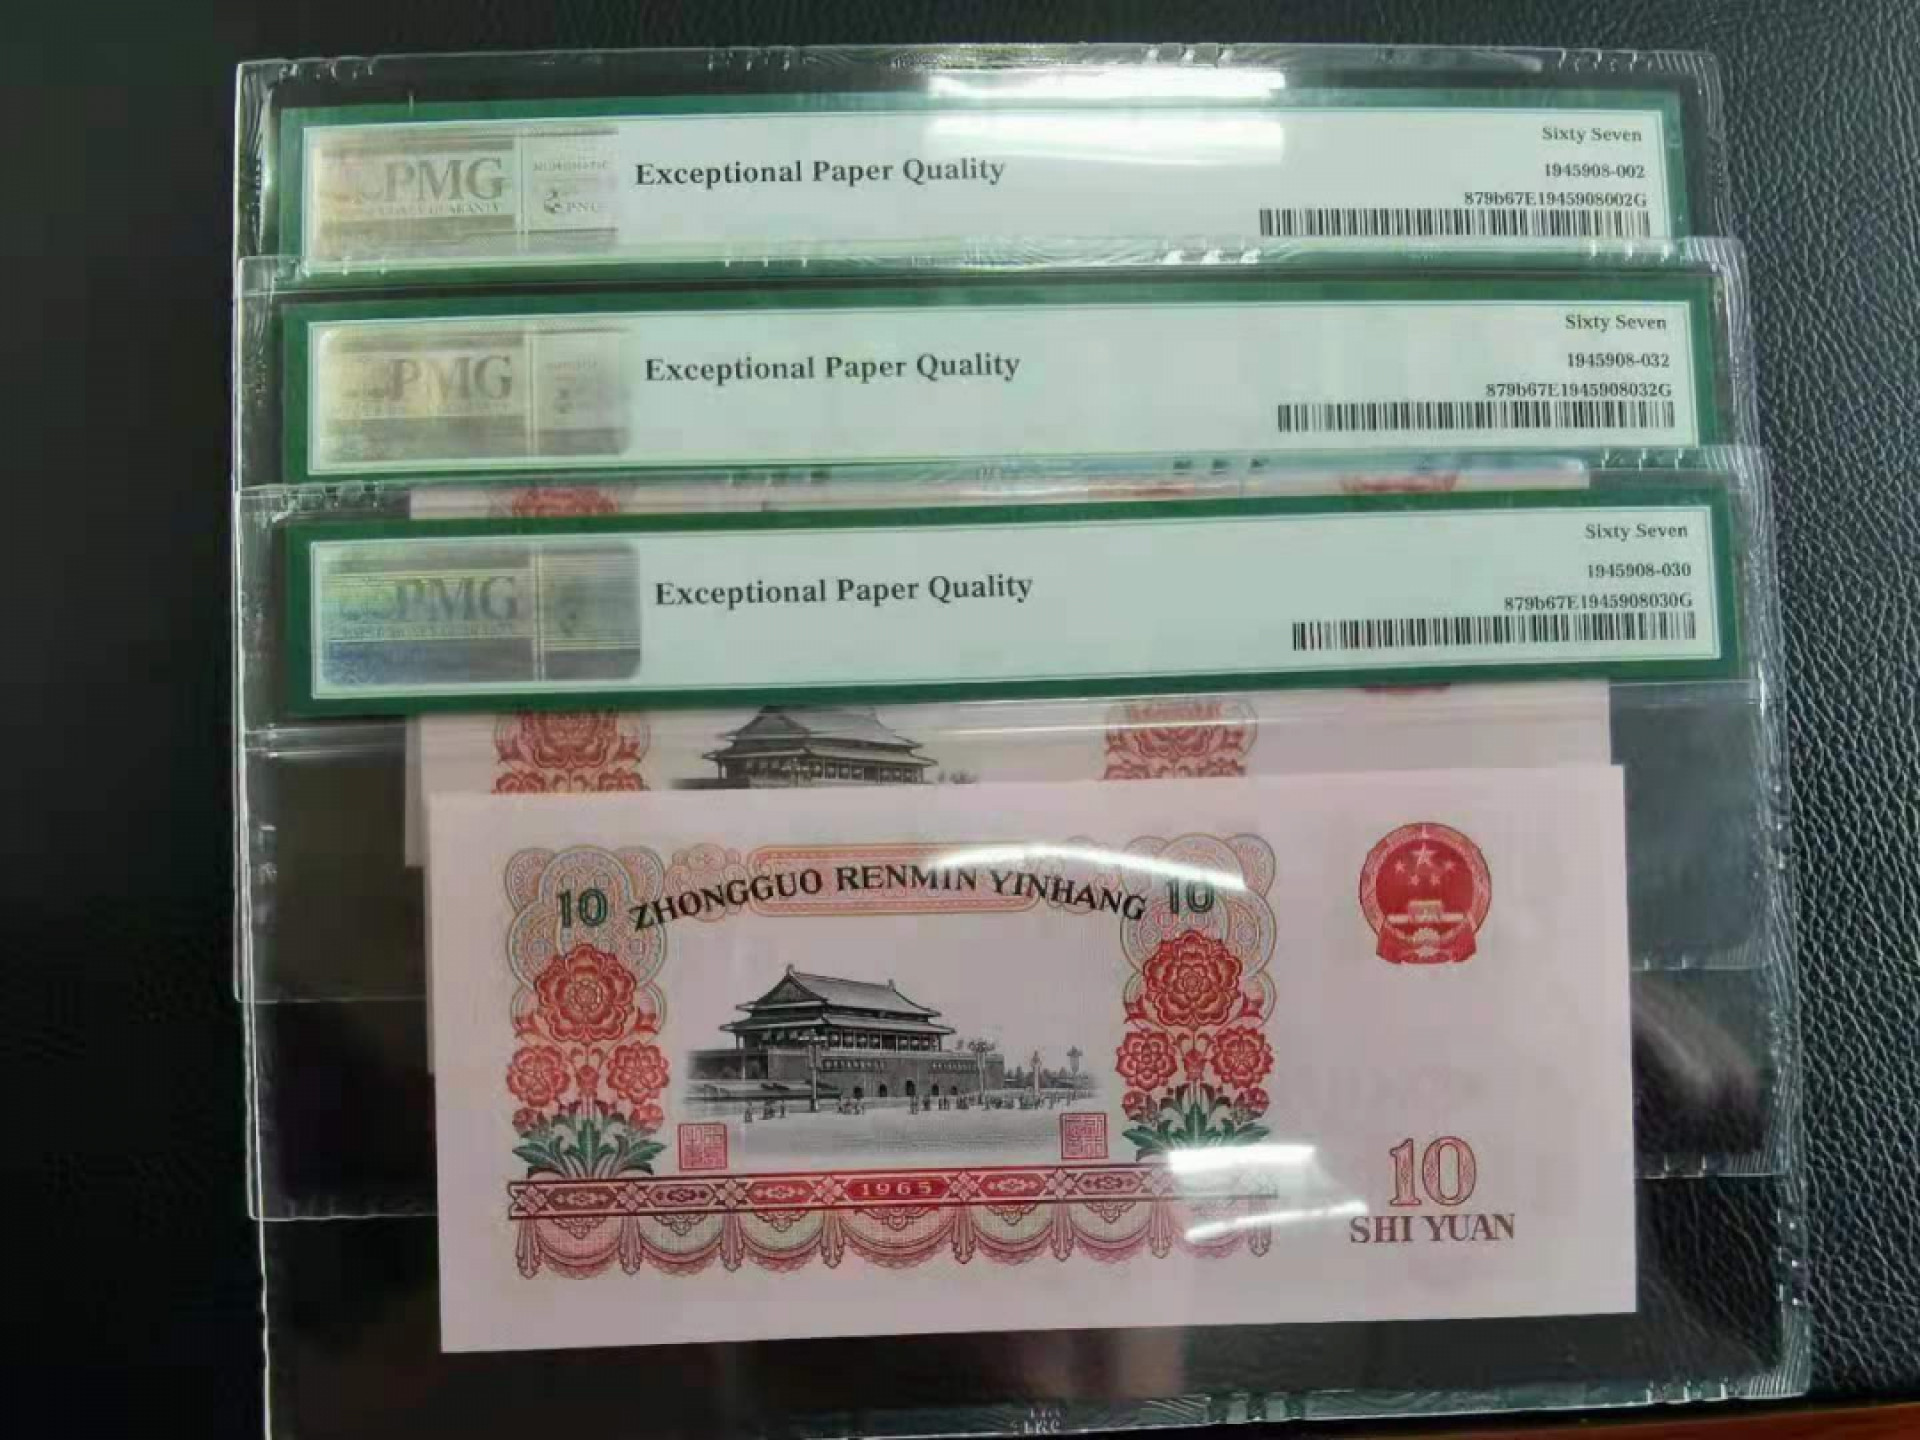 PMG
Exceptional Paper Quality
Sixty Seven
1945908-002
879b67E1945908002G
PMG
Exceptional Paper Quality
Sixty Seven
1945908-032
879b67E1945908032G
PMG
Exceptional Paper Quality
Sixty Seven
1945908-030
879b67E1945908030G
10 ZHONGGUO RENMIN YINHANG 10
1965
10
SHI YUAN